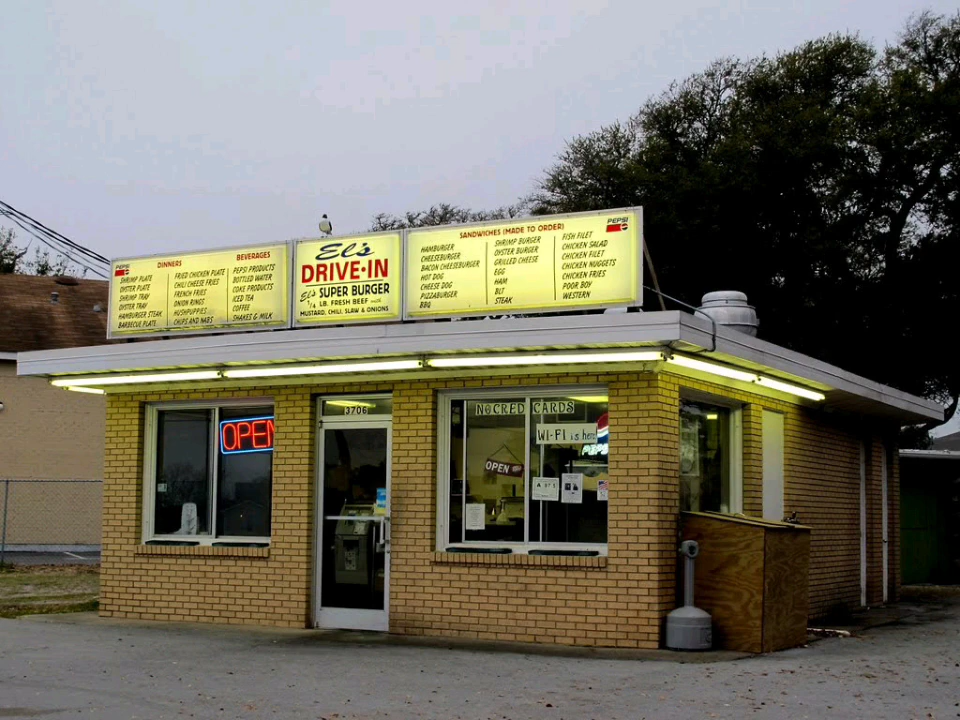 PEPSI
DINNERS
SHRIMP PLATE
OYSTER PLATE
SHRIMP TRAY
OYSTER TRAY
HAMBURGER STEAK
BARBECUE PLATE
FRIED CHICKEN PLATE
CHILI CHEESE FRIES
FRENCH FRIES
ONION RINGS
HUSHPUPPIES
CHIPS AND NABS
BEVERAGES
PEPSI PRODUCTS
BOTTLED WATER
COKE PRODUCTS
ICED TEA
COFFEE
SHAKES & MILK
El's
DRIVE-IN
El's SUPER BURGER
1/4 LB. FRESH BEEF
MUSTARD, CHILI, SLAW & ONIONS
SANDWICHES (MADE TO ORDER)
PEPSI
HAMBURGER
CHEESEBURGER
BACON CHEESEBURGER
HOT DOG
CHEESE DOG
PIZZABURGER
BBQ
SHRIMP BURGER
OYSTER BURGER
GRILLED CHEESE
EGG
HAM
BLT
STEAK
FISH FILET
CHICKEN SALAD
CHICKEN FILET
CHICKEN NUGGETS
CHICKEN FRIES
POOR BOY
WESTERN
3706
OPEN
NO CRED CARDS
WI-FI is here
PEPSI
OPEN
A